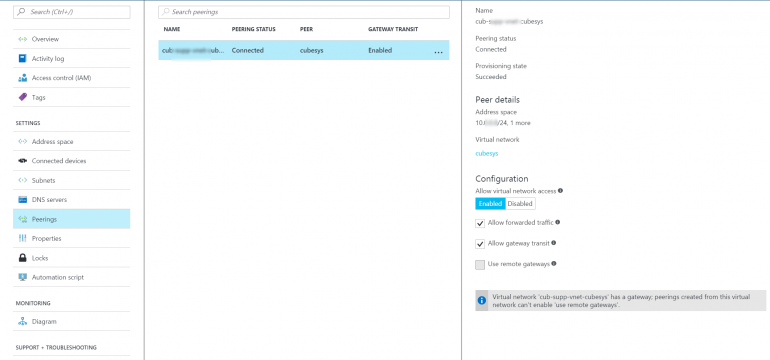 Search (Ctrl+/)
Overview
Activity log
Access control (IAM)
Tags
SETTINGS
Address space
Connected devices
Subnets
DNS servers
Peerings
Properties
Locks
Automation script
MONITORING
Diagram
SUPPORT + TROUBLESHOOTING
Search peerings
NAME PEERING STATUS PEER GATEWAY TRANSIT
cub- -vnet-cub... Connected cubesys Enabled ...
Name
cub- -vnet-cubesys
Peering status
Connected
Provisioning state
Succeeded
Peer details
Address space
10. /24, 1 more
Virtual network
cubesys
Configuration
Allow virtual network access
Enabled Disabled
Allow forwarded traffic
Allow gateway transit
Use remote gateways
Virtual network 'cub-supp-vnet-cubesys' has a gateway; peerings created from this virtual
network can't enable 'use remote gateways'.